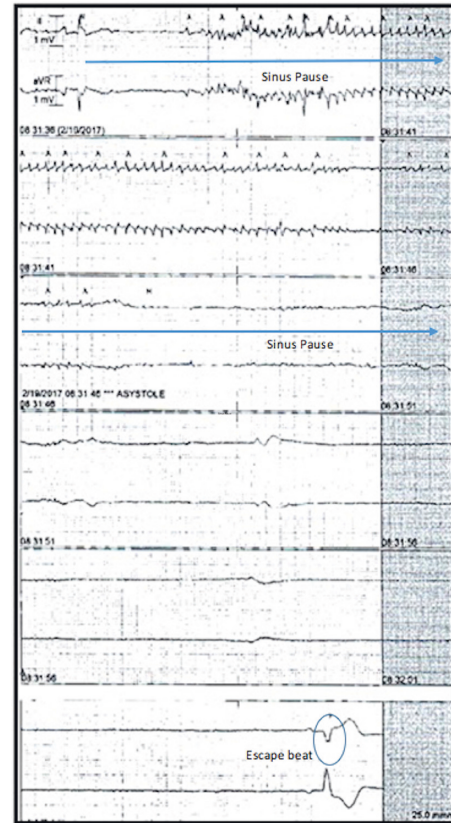 II
1 mV
Sinus Pause
aVR
1 mV
08:31:36 (2/19/2017) 08:31:41
08:31:41 08:31:46
Sinus Pause
2/19/2017 08:31:46 *** ASYSTOLE
08:31:46 08:31:51
08:31:51 08:31:56
08:31:56 08:32:01
Escape beat
25.0 mm/